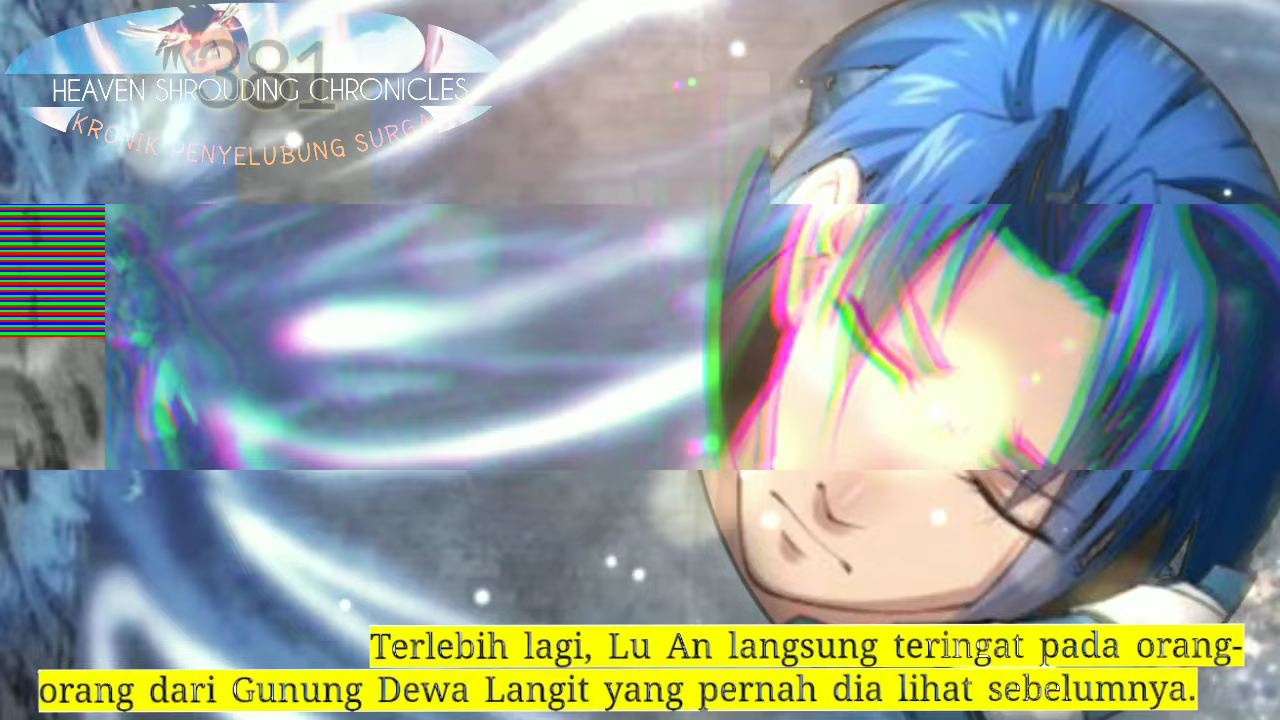 381
HEAVEN SHROUDING CHRONICLES
KRONIK PENYELUBUNG SURGA
Terlebih lagi, Lu An langsung teringat pada orang-
orang dari Gunung Dewa Langit yang pernah dia lihat sebelumnya.